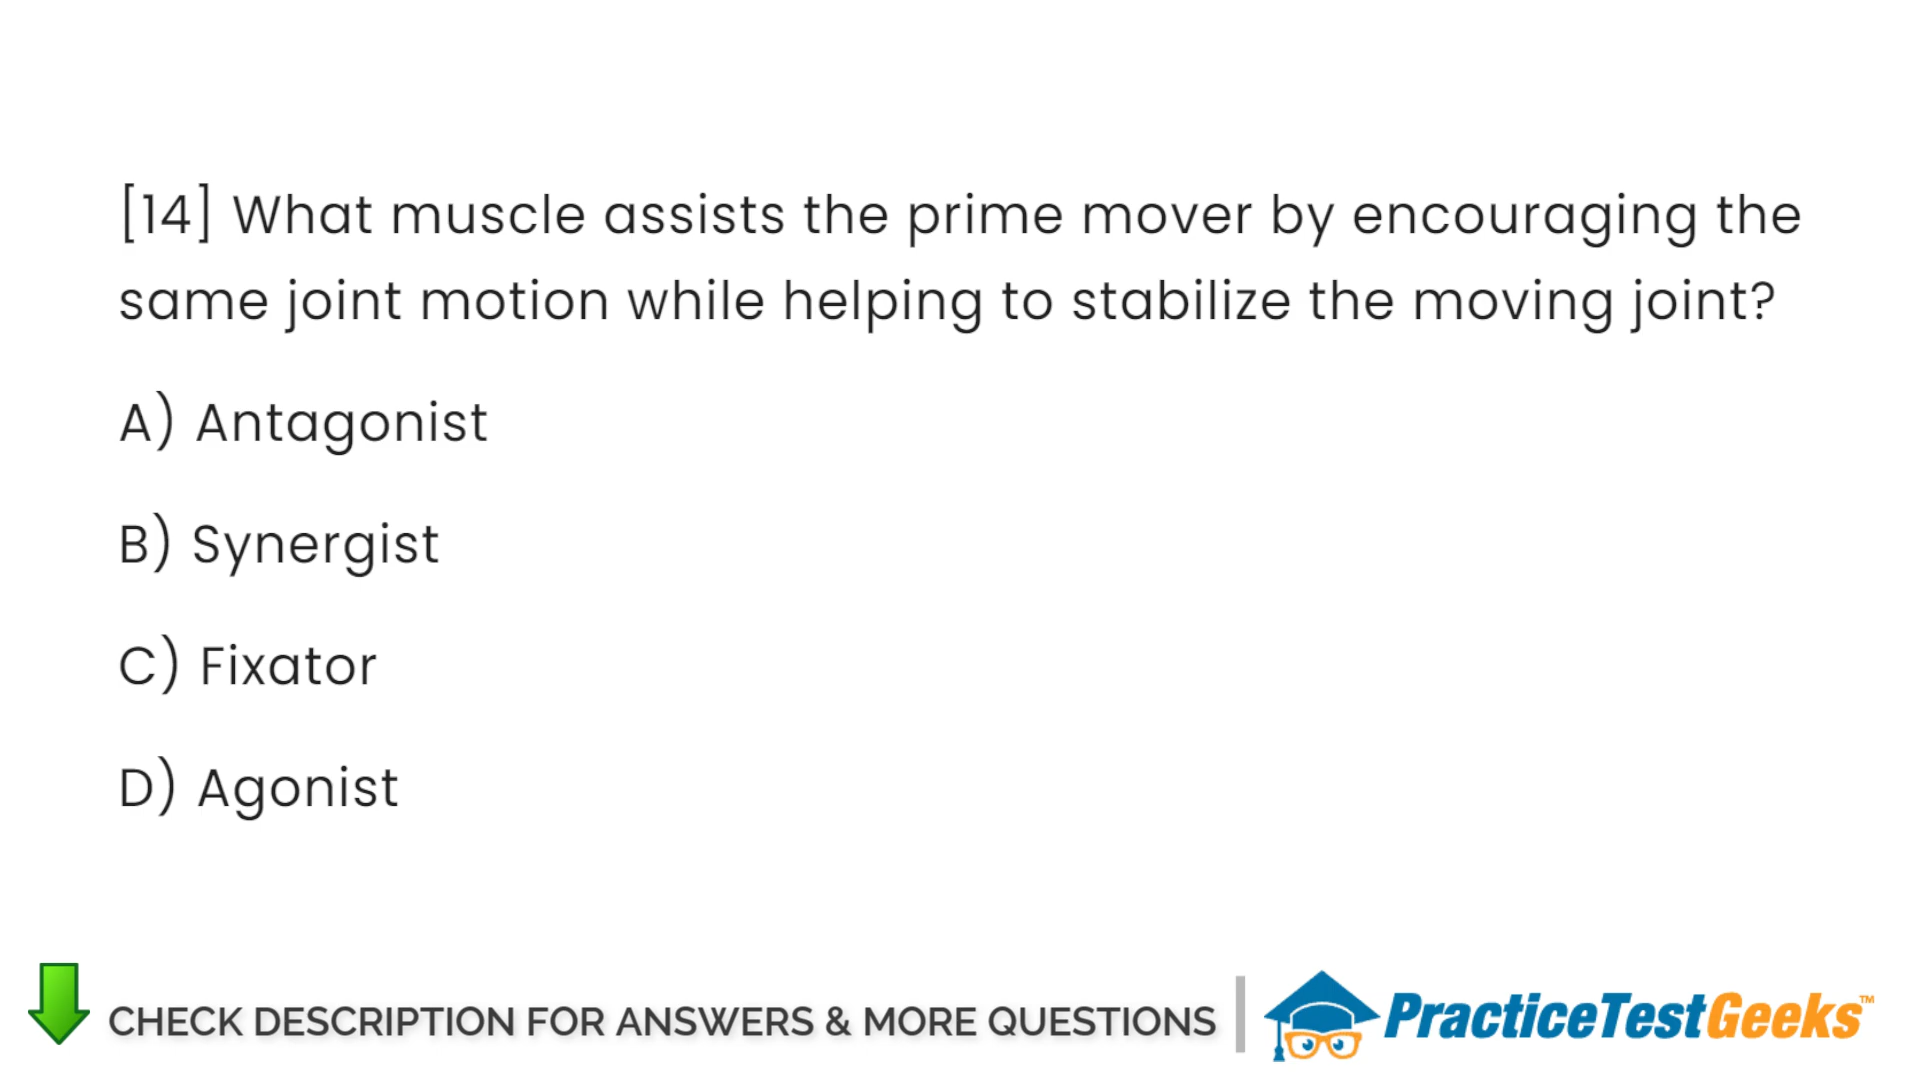 [14] What muscle assists the prime mover by encouraging the
same joint motion while helping to stabilize the moving joint?
A) Antagonist
B) Synergist
C) Fixator
D) Agonist
CHECK DESCRIPTION FOR ANSWERS & MORE QUESTIONS
PracticeTestGeeks™